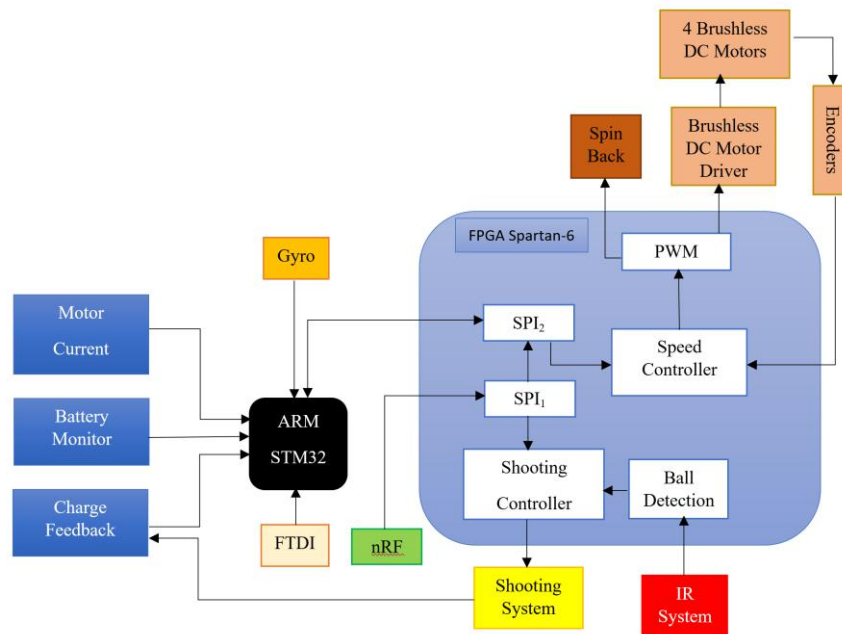 4 Brushless
DC Motors
Encoders
Spin
Back
Brushless
DC Motor
Driver
FPGA Spartan-6
PWM
Gyro
Motor
Current
SPI₂
Speed
Controller
Battery
Monitor
ARM
STM32
SPI₁
Shooting
Controller
Ball
Detection
Charge
Feedback
FTDI
nRF
Shooting
System
IR
System